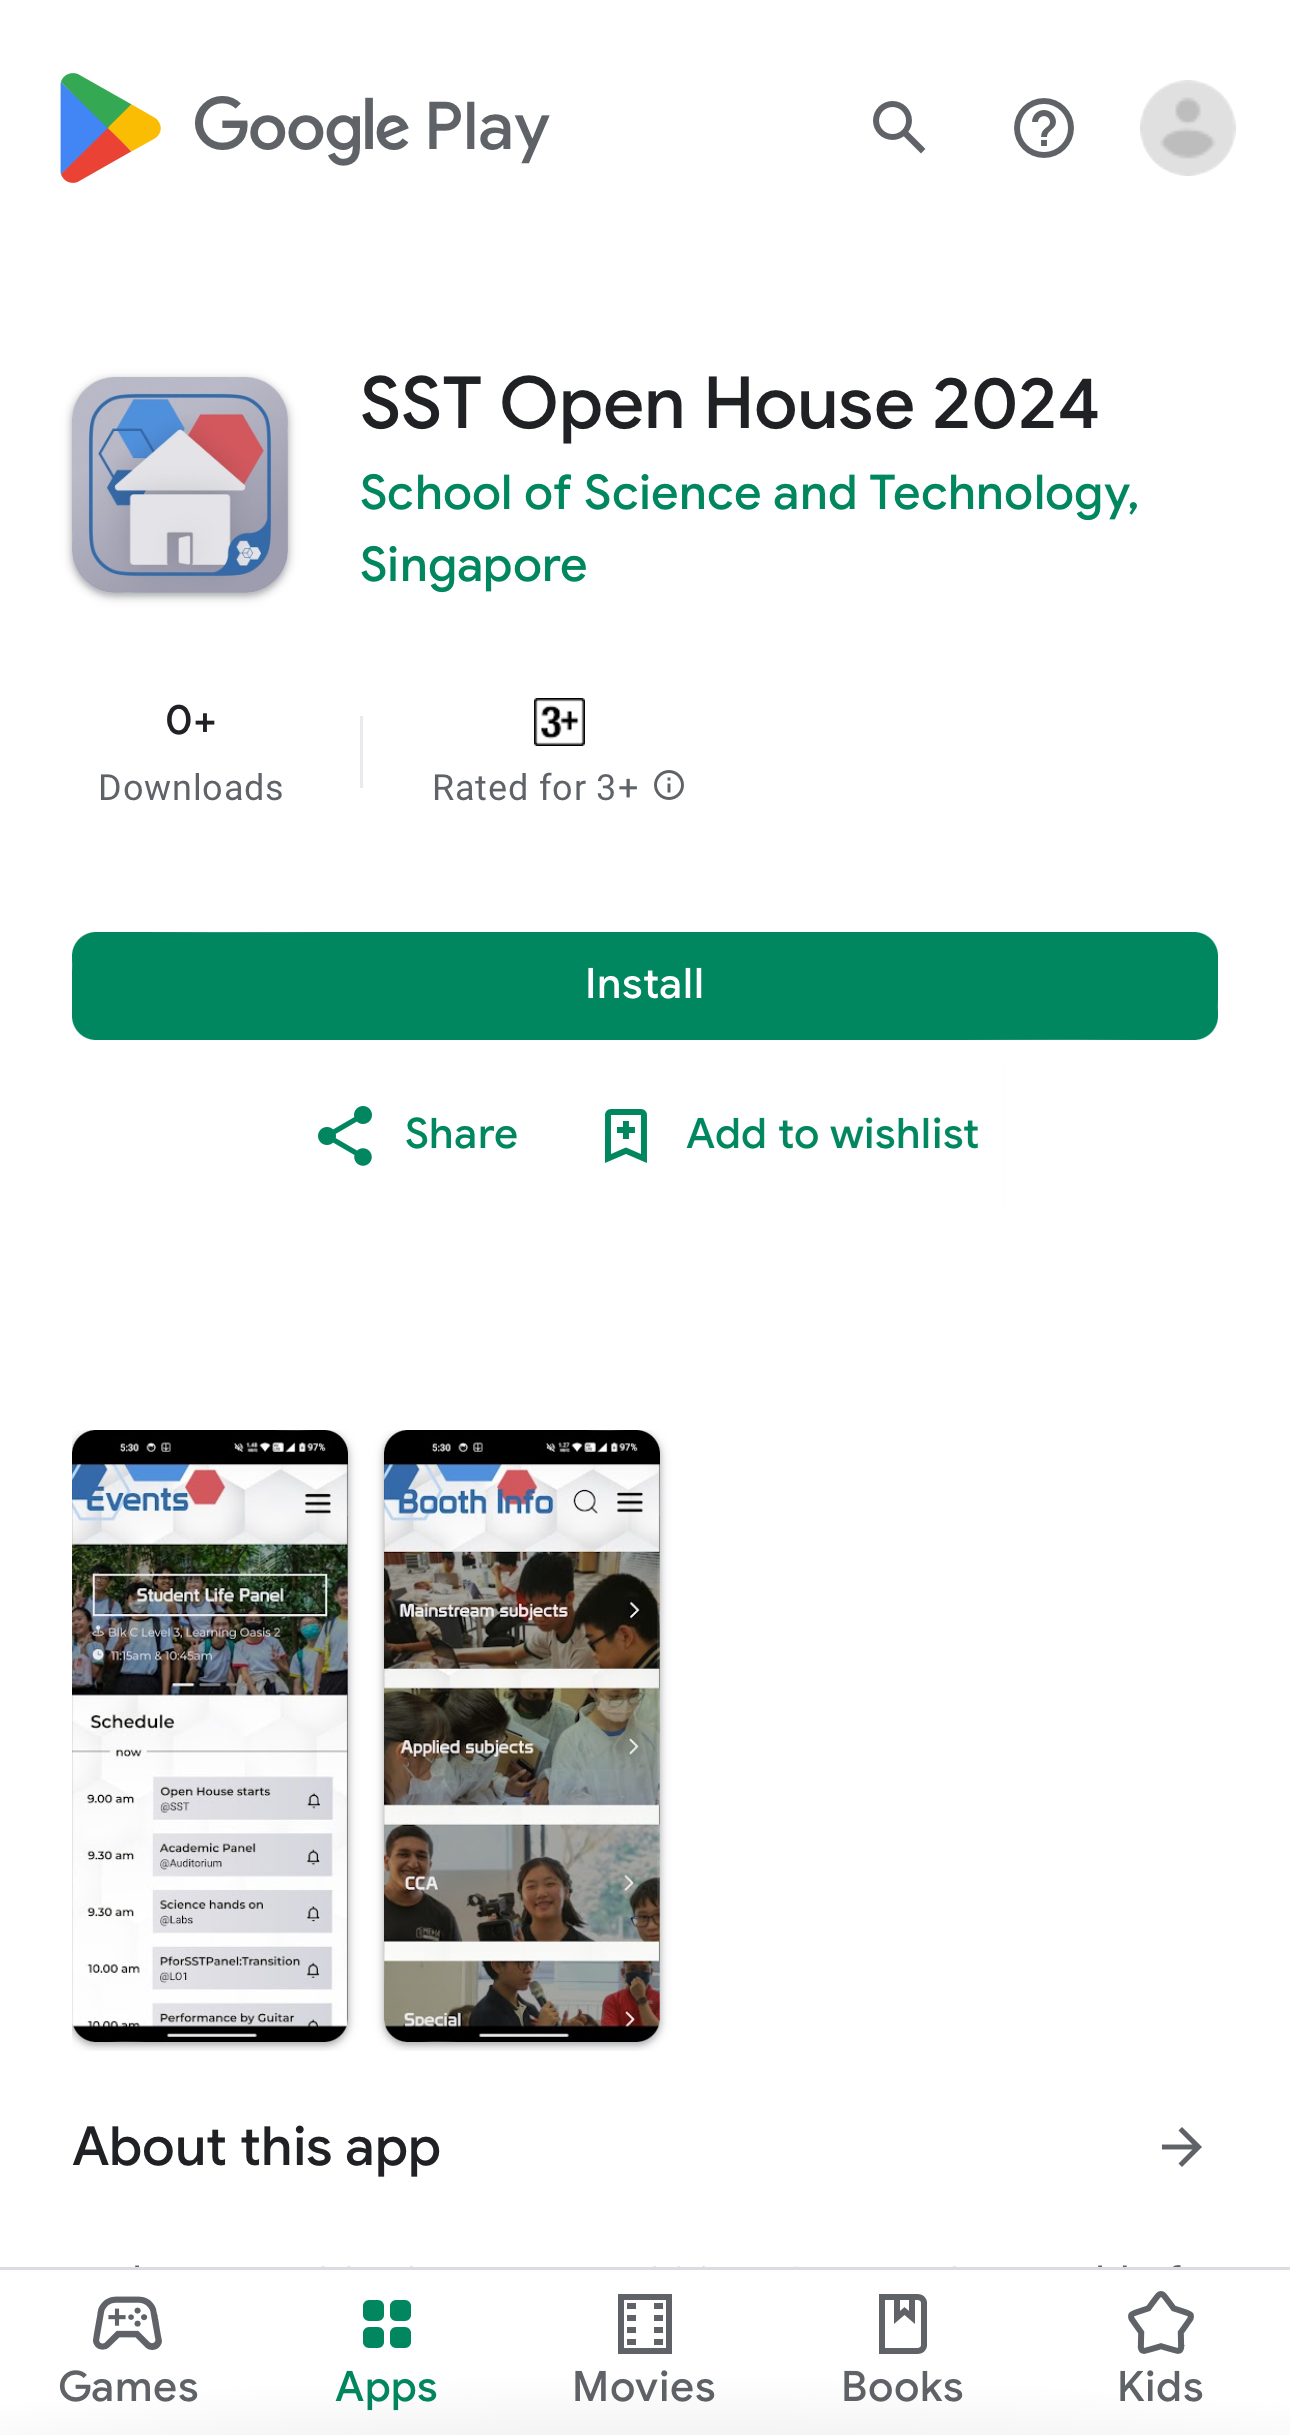 Google Play
SST Open House 2024
School of Science and Technology,
Singapore
0+
Downloads
3+
Rated for 3+
Install
Share
Add to wishlist
5:30
97%
Events
Student Life Panel
Blk C Level 3, Learning Oasis 2
11:15am & 10:45am
Schedule
now
9.00 am
Open House starts
@SST
9.30 am
Academic Panel
@Auditorium
9.30 am
Science hands on
@Labs
10.00 am
PforSSTPanel:Transition
@LO1
10.00 am
Performance by Guitar
5:30
97%
Booth Info
Mainstream subjects
Applied subjects
CCA
Special
About this app
Games
Apps
Movies
Books
Kids